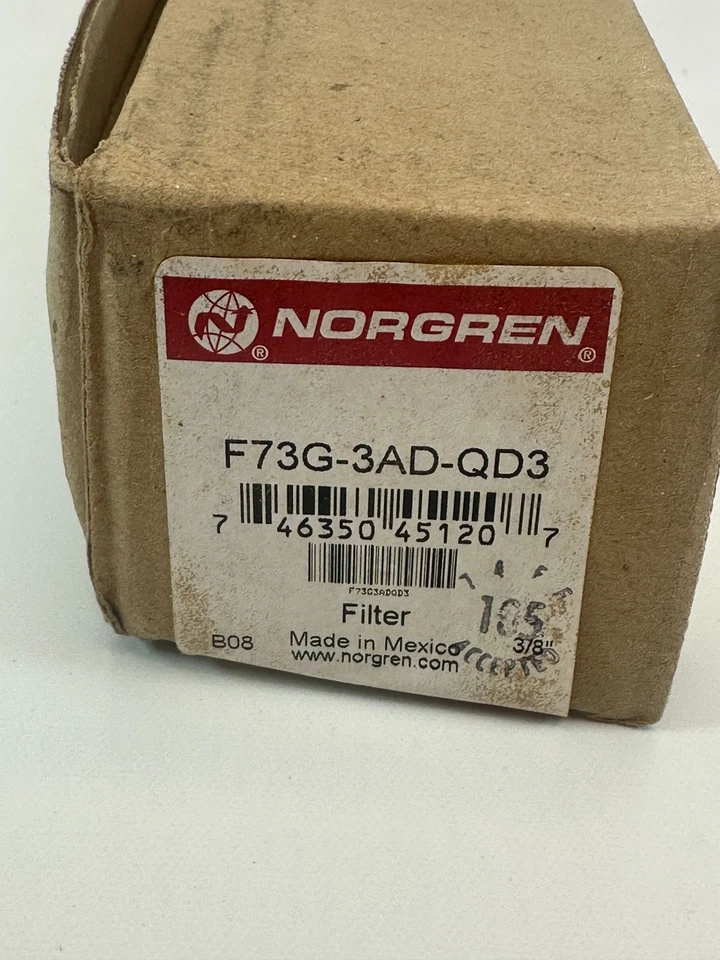 NORGREN
F73G-3AD-QD3
7 46350 45120 7
F73G3ADQD3
Filter
185
B08 Made in Mexico 3/8"
www.norgren.com
ACCEPTED